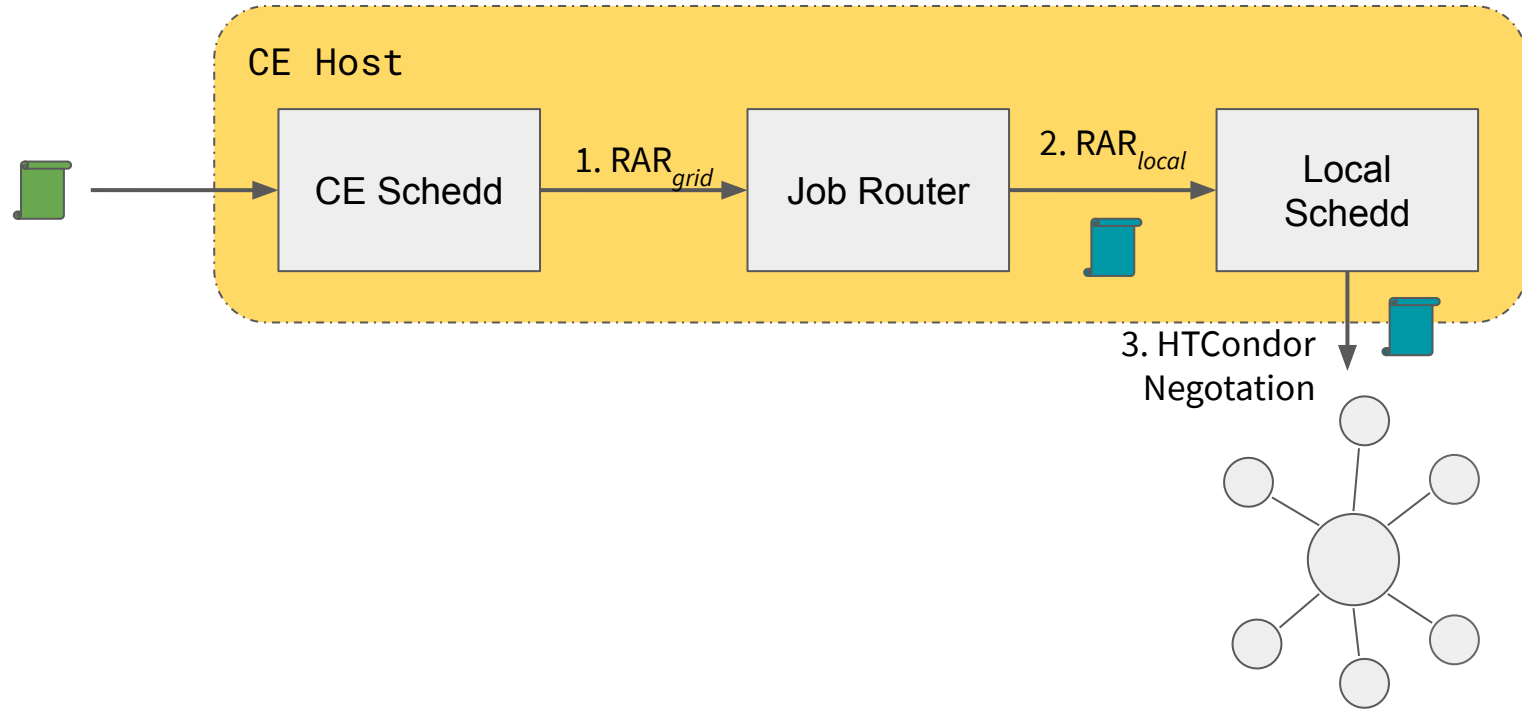 CE Host
CE Schedd
1. RARgrid
Job Router
2. RARlocal
Local
Schedd
3. HTCondor
Negotation